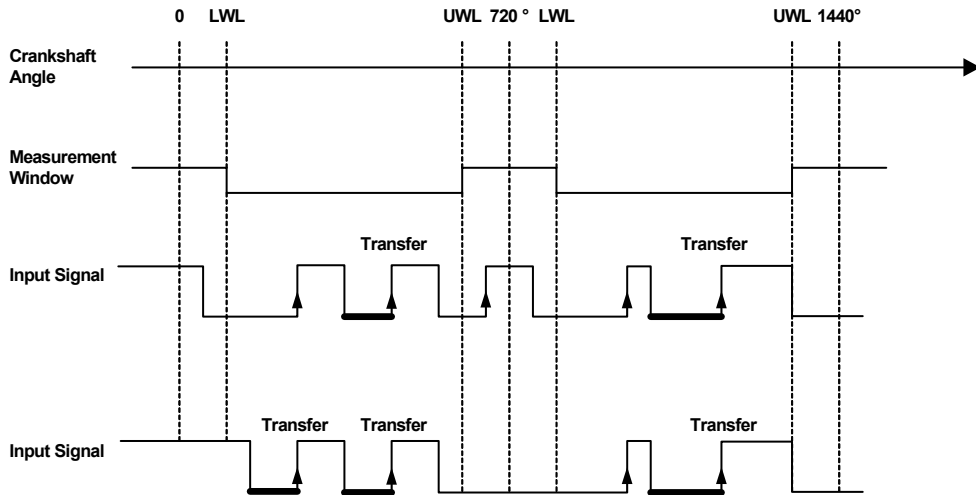 0 LWL UWL 720 ° LWL UWL 1440°
Crankshaft
Angle
Measurement
Window
Transfer Transfer
Input Signal
Transfer Transfer Transfer
Input Signal